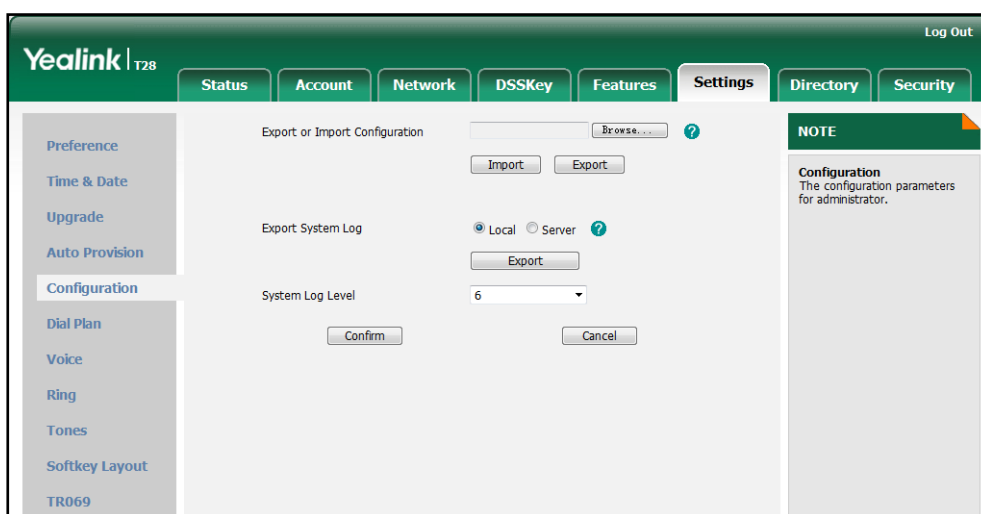 Log Out
Yealink T28
Status Account Network DSSKey Features Settings Directory Security
Preference
Time & Date
Upgrade
Auto Provision
Configuration
Dial Plan
Voice
Ring
Tones
Softkey Layout
TR069
Export or Import Configuration Browse... ?
Import Export
Export System Log Local Server ?
Export
System Log Level 6
Confirm Cancel
NOTE
Configuration
The configuration parameters
for administrator.